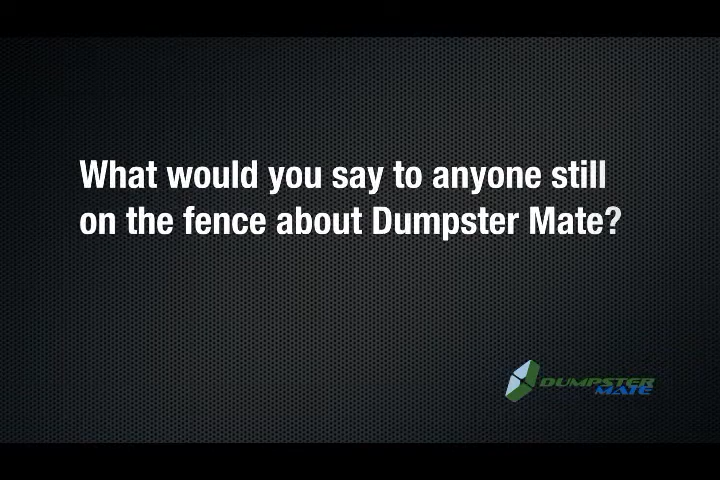 What would you say to anyone still
on the fence about Dumpster Mate?
DUMPSTER
MATE